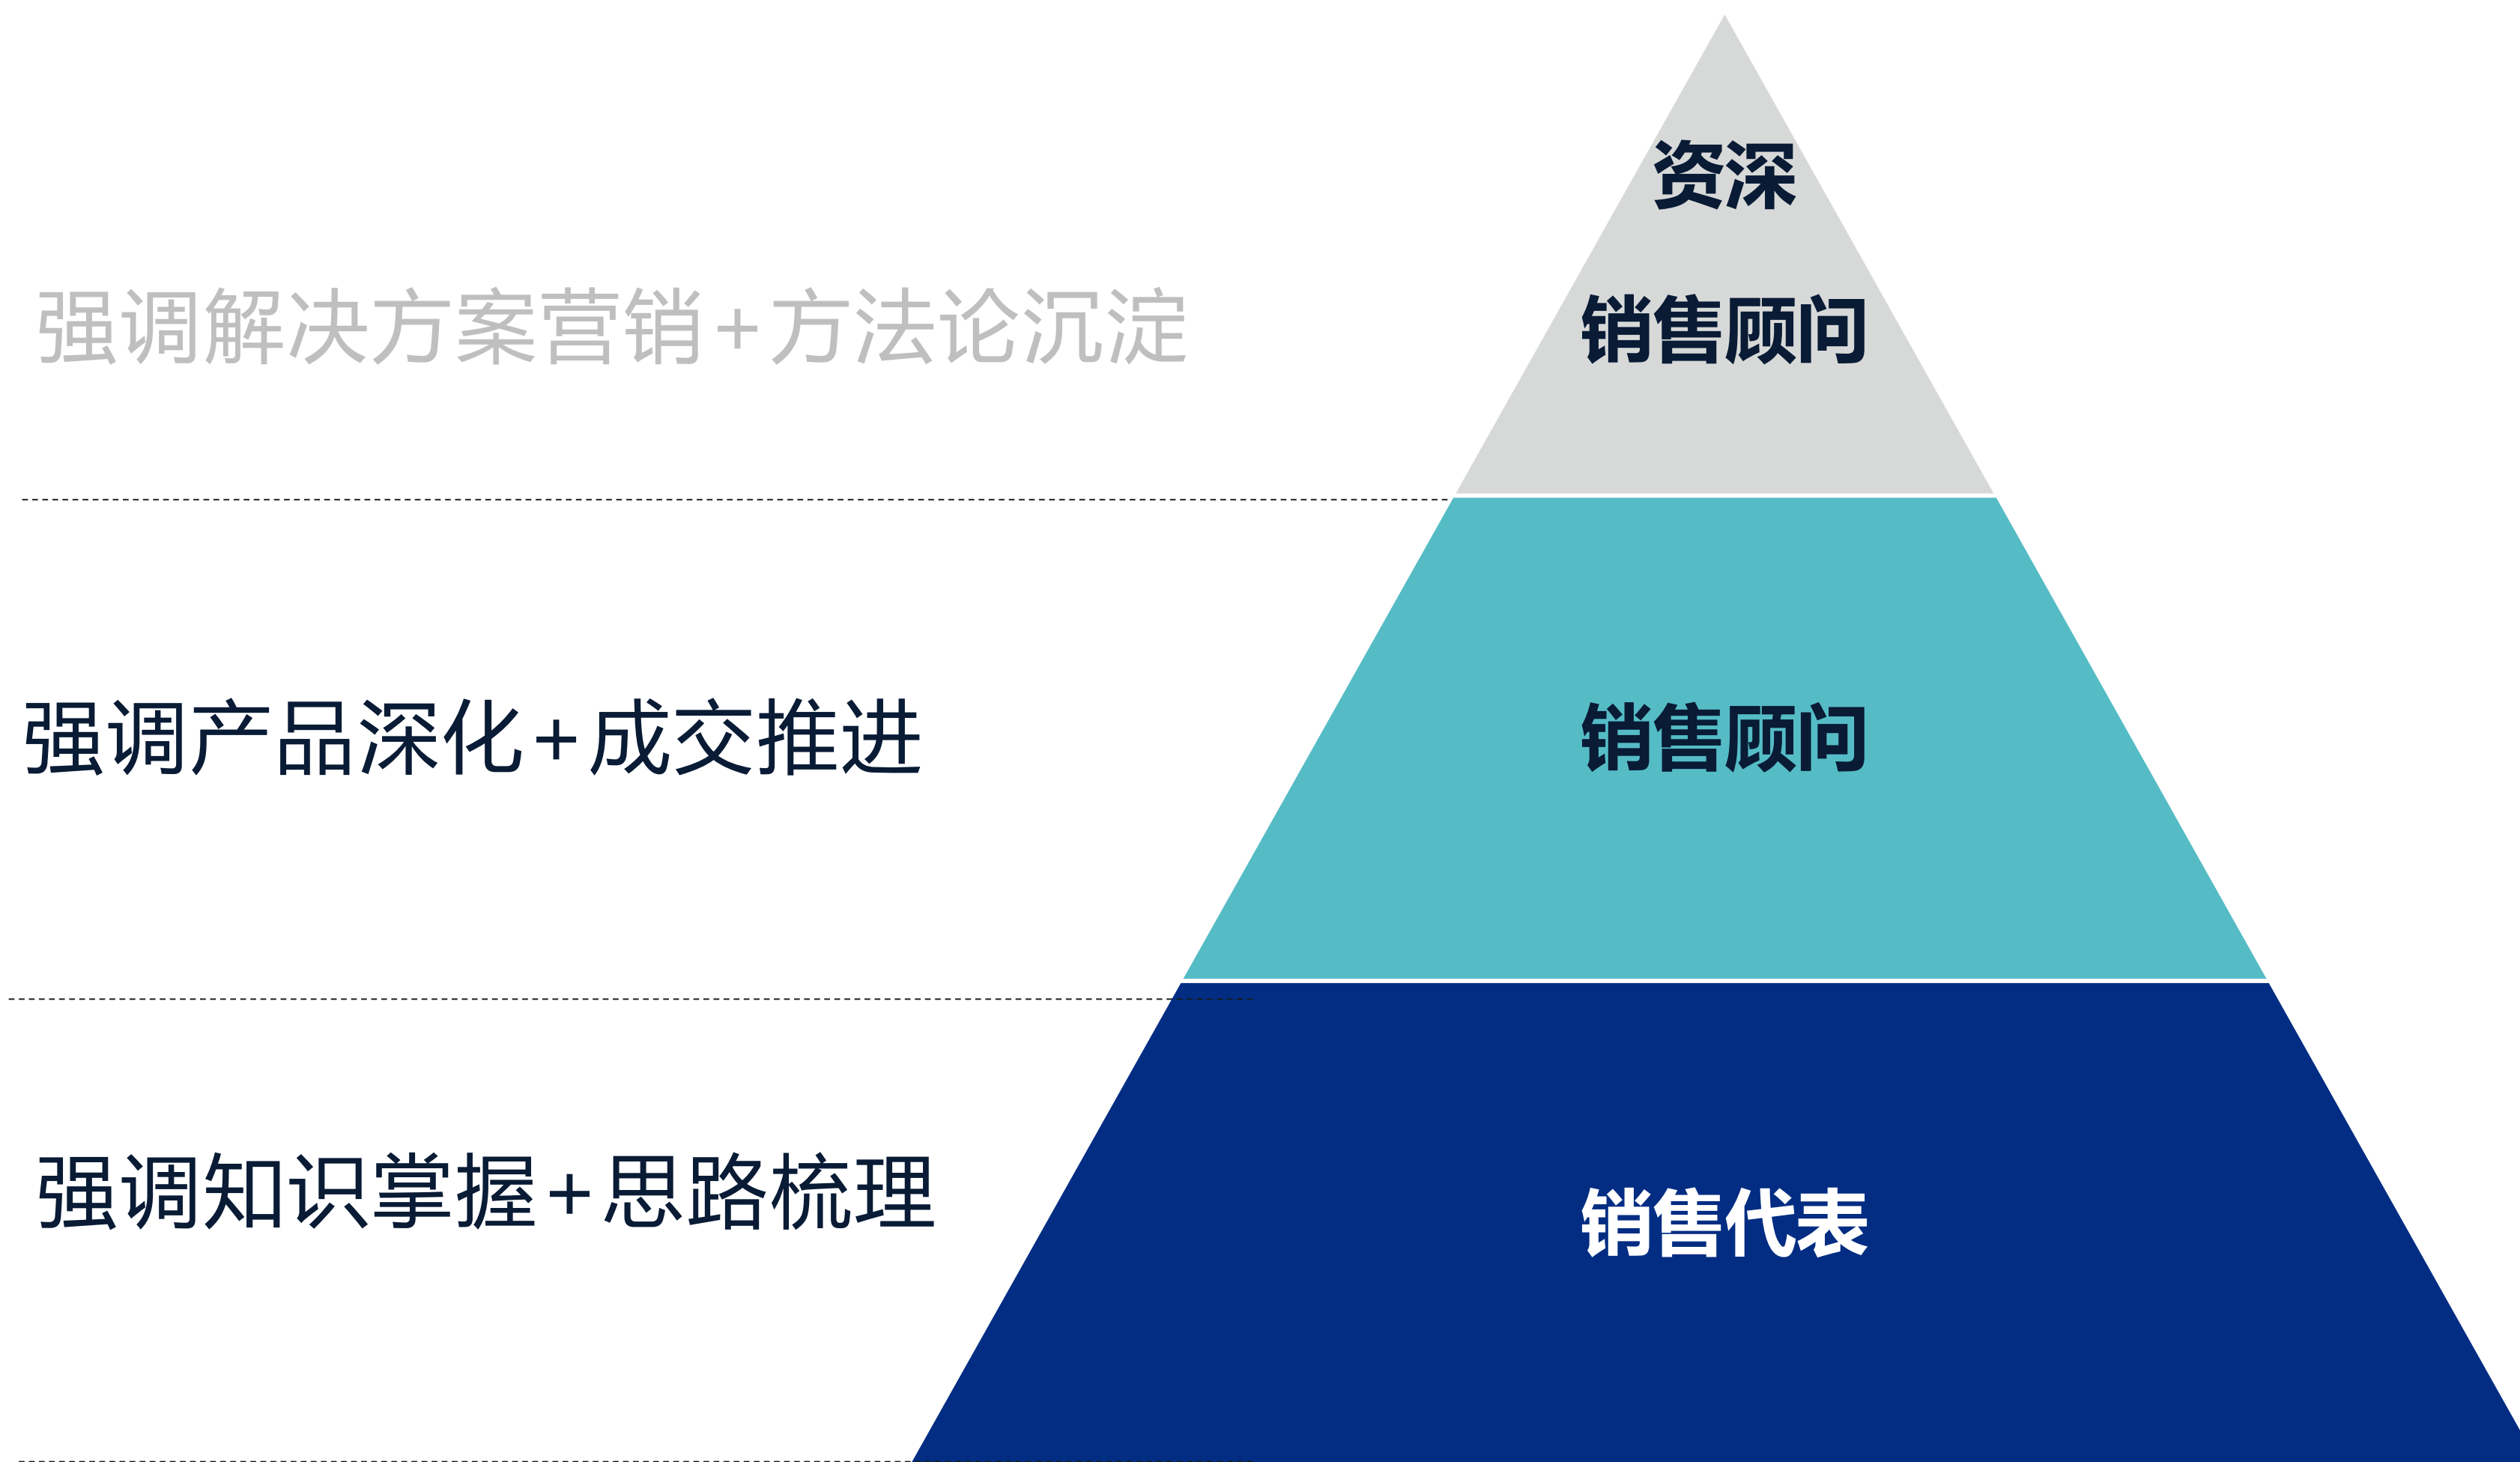 资深
销售顾问
强调解决方案营销+方法论沉淀
强调产品深化+成交推进
销售顾问
强调知识掌握+思路梳理
销售代表